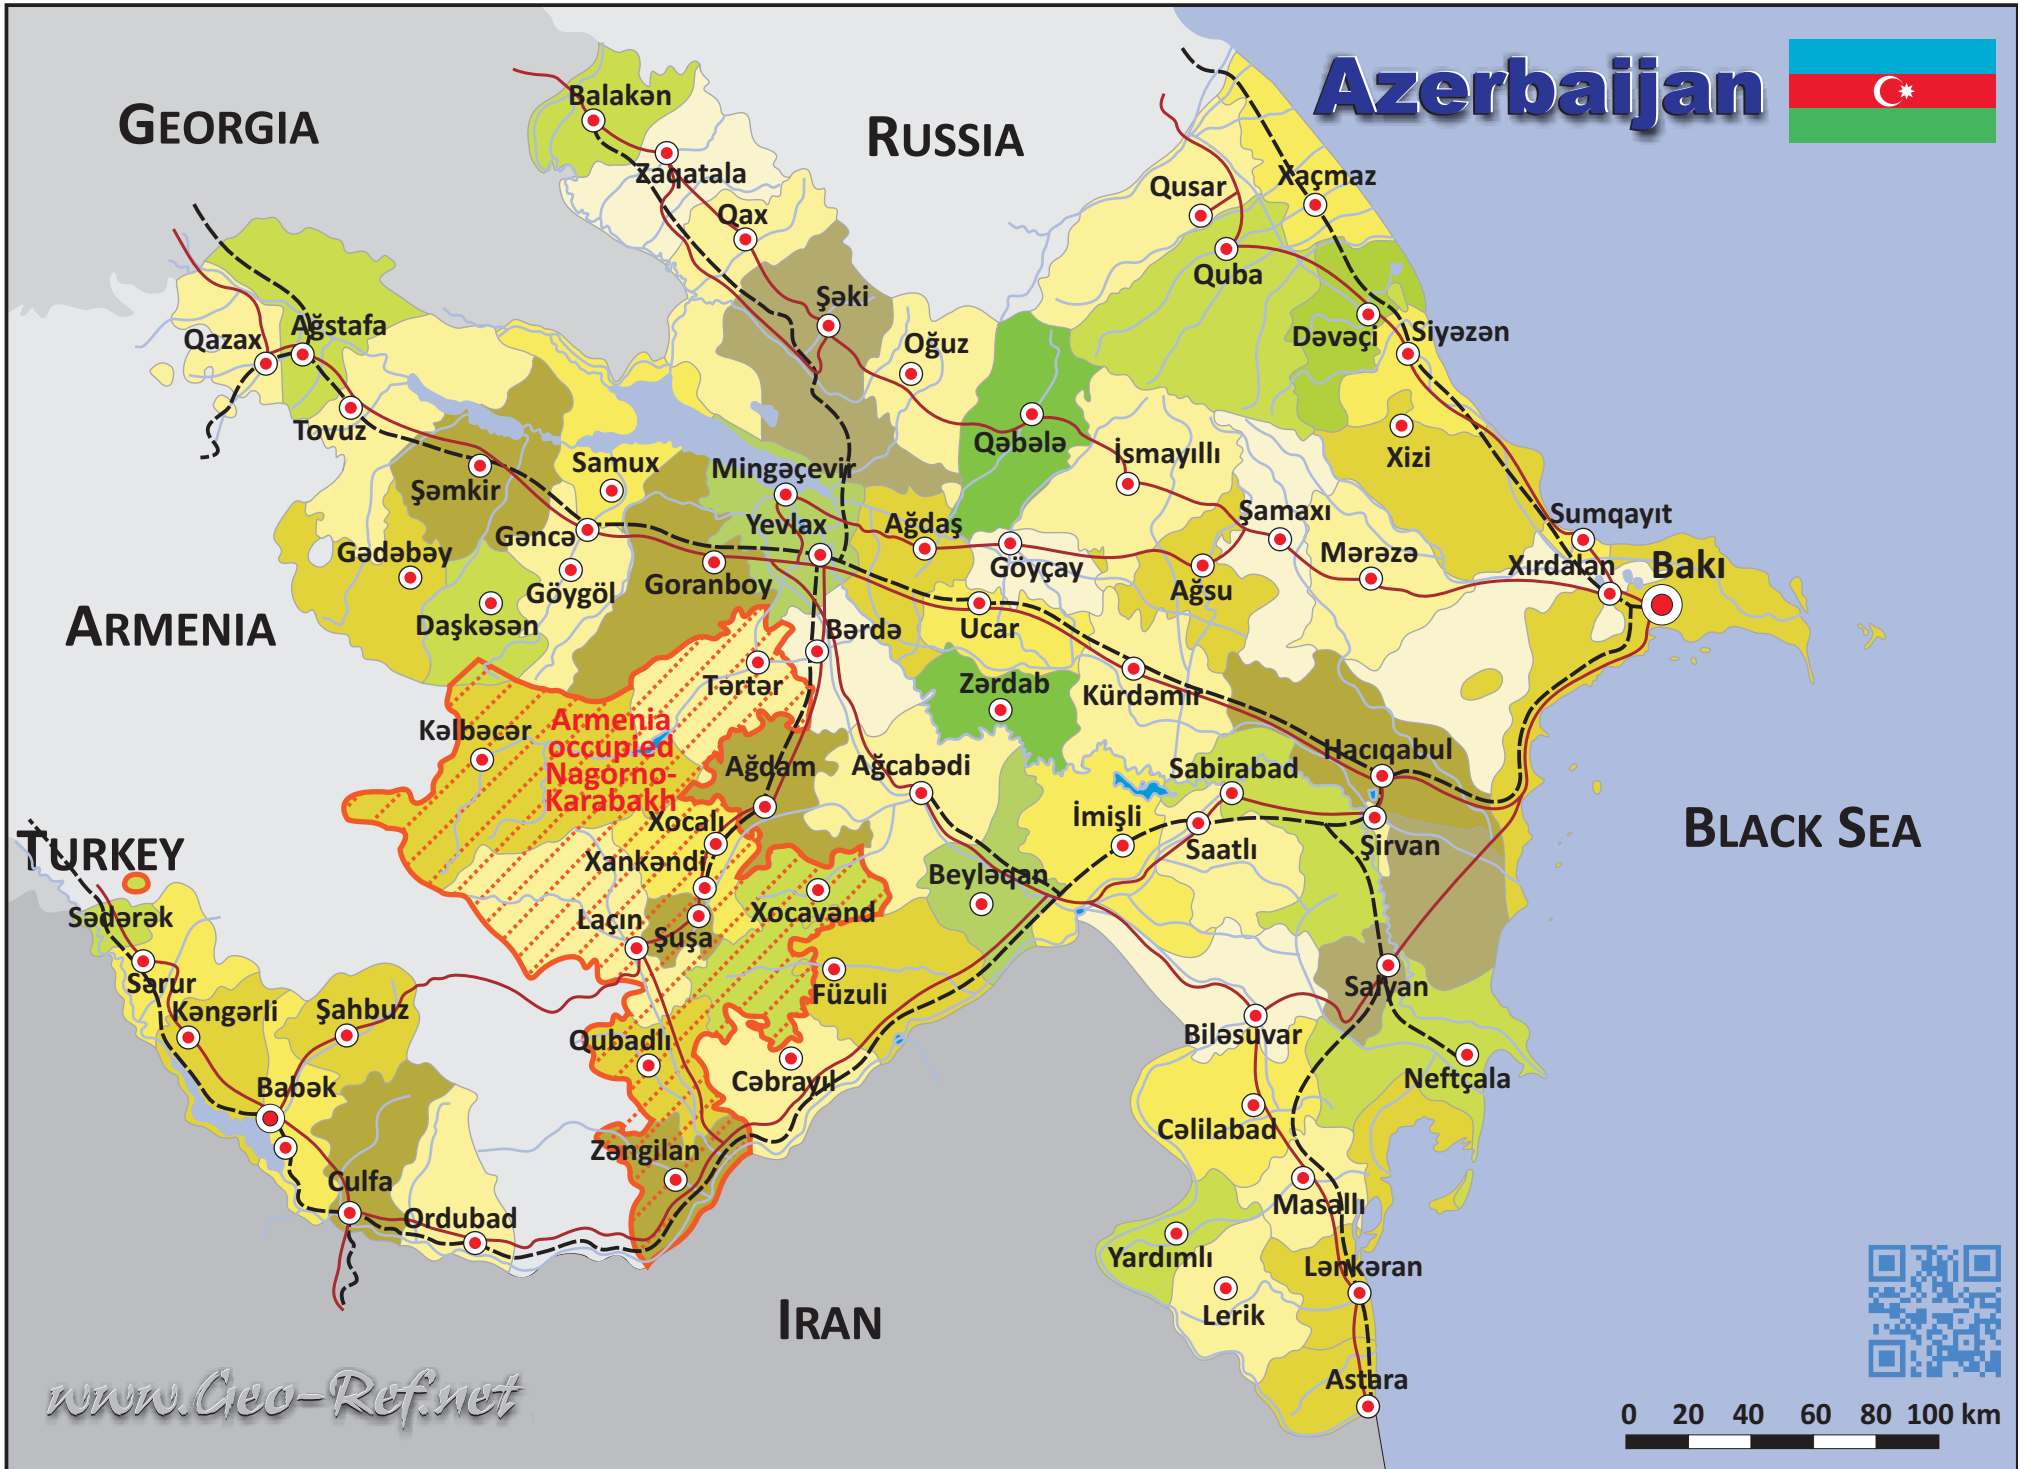 Azerbaijan
GEORGIA
RUSSIA
ARMENIA
TURKEY
IRAN
BLACK SEA
Balakən
Zaqatala
Qax
Şəki
Oğuz
Qusar
Xaçmaz
Quba
Dəvəçi
Siyəzən
Xizi
Qazax
Ağstafa
Tovuz
Şəmkir
Samux
Mingəçevir
Qəbələ
İsmayıllı
Gəncə
Yevlax
Ağdaş
Göyçay
Şamaxı
Mərəzə
Sumqayıt
Xırdalan
Bakı
Gədəbəy
Göygöl
Goranboy
Ağsu
Daşkəsən
Bərdə
Ucar
Tərtər
Zərdab
Kürdəmir
Kəlbəcər
Armenia
occupied
Nagorno-
Karabakh
Ağdam
Ağcabədi
Sabirabad
Hacıqabul
Xocalı
İmişli
Saatlı
Şirvan
Xankəndi
Beyləqan
Laçın
Şuşa
Xocavənd
Sədərək
Sərur
Kəngərli
Şahbuz
Füzuli
Salyan
Qubadlı
Cəbrayıl
Biləsuvar
Neftçala
Babək
Cəlilabad
Zəngilan
Culfa
Ordubad
Masallı
Yardımlı
Lənkəran
Lerik
Astara
www.Geo-Ref.net
0 20 40 60 80 100 km